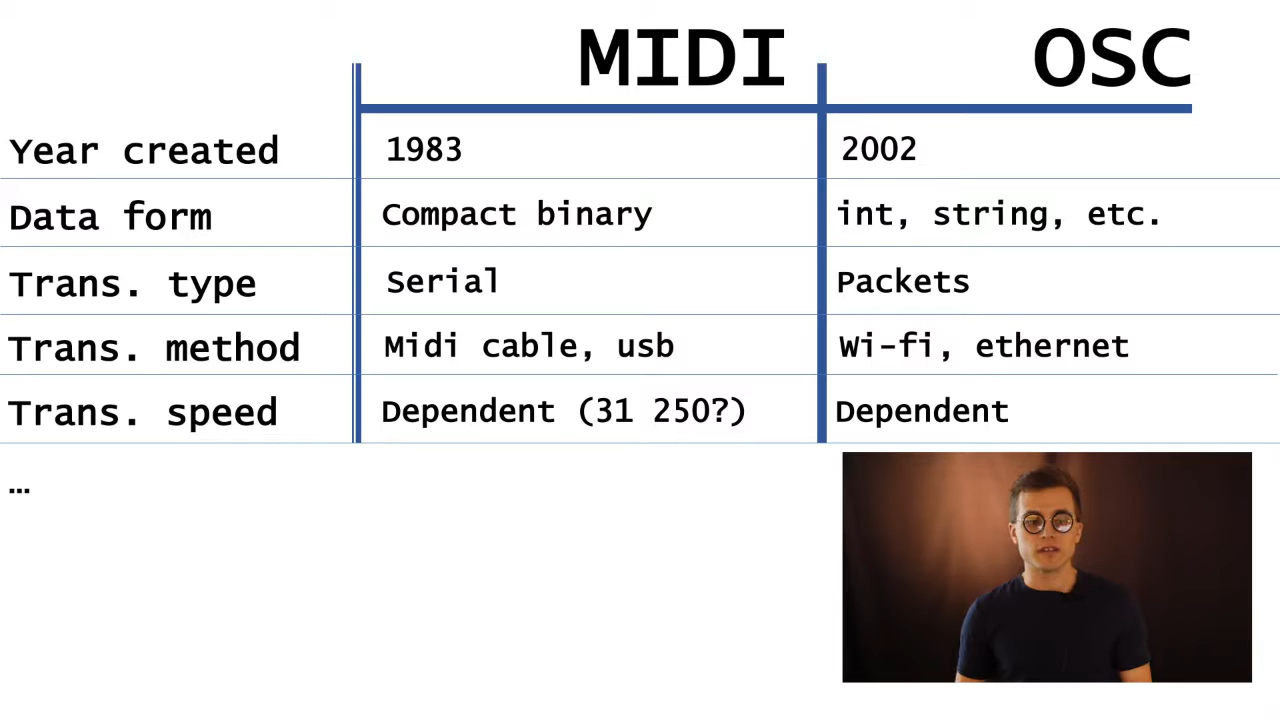 MIDI OSC
Year created 1983 2002
Data form Compact binary int, string, etc.
Trans. type Serial Packets
Trans. method Midi cable, usb Wi-fi, ethernet
Trans. speed Dependent (31 250?) Dependent
…